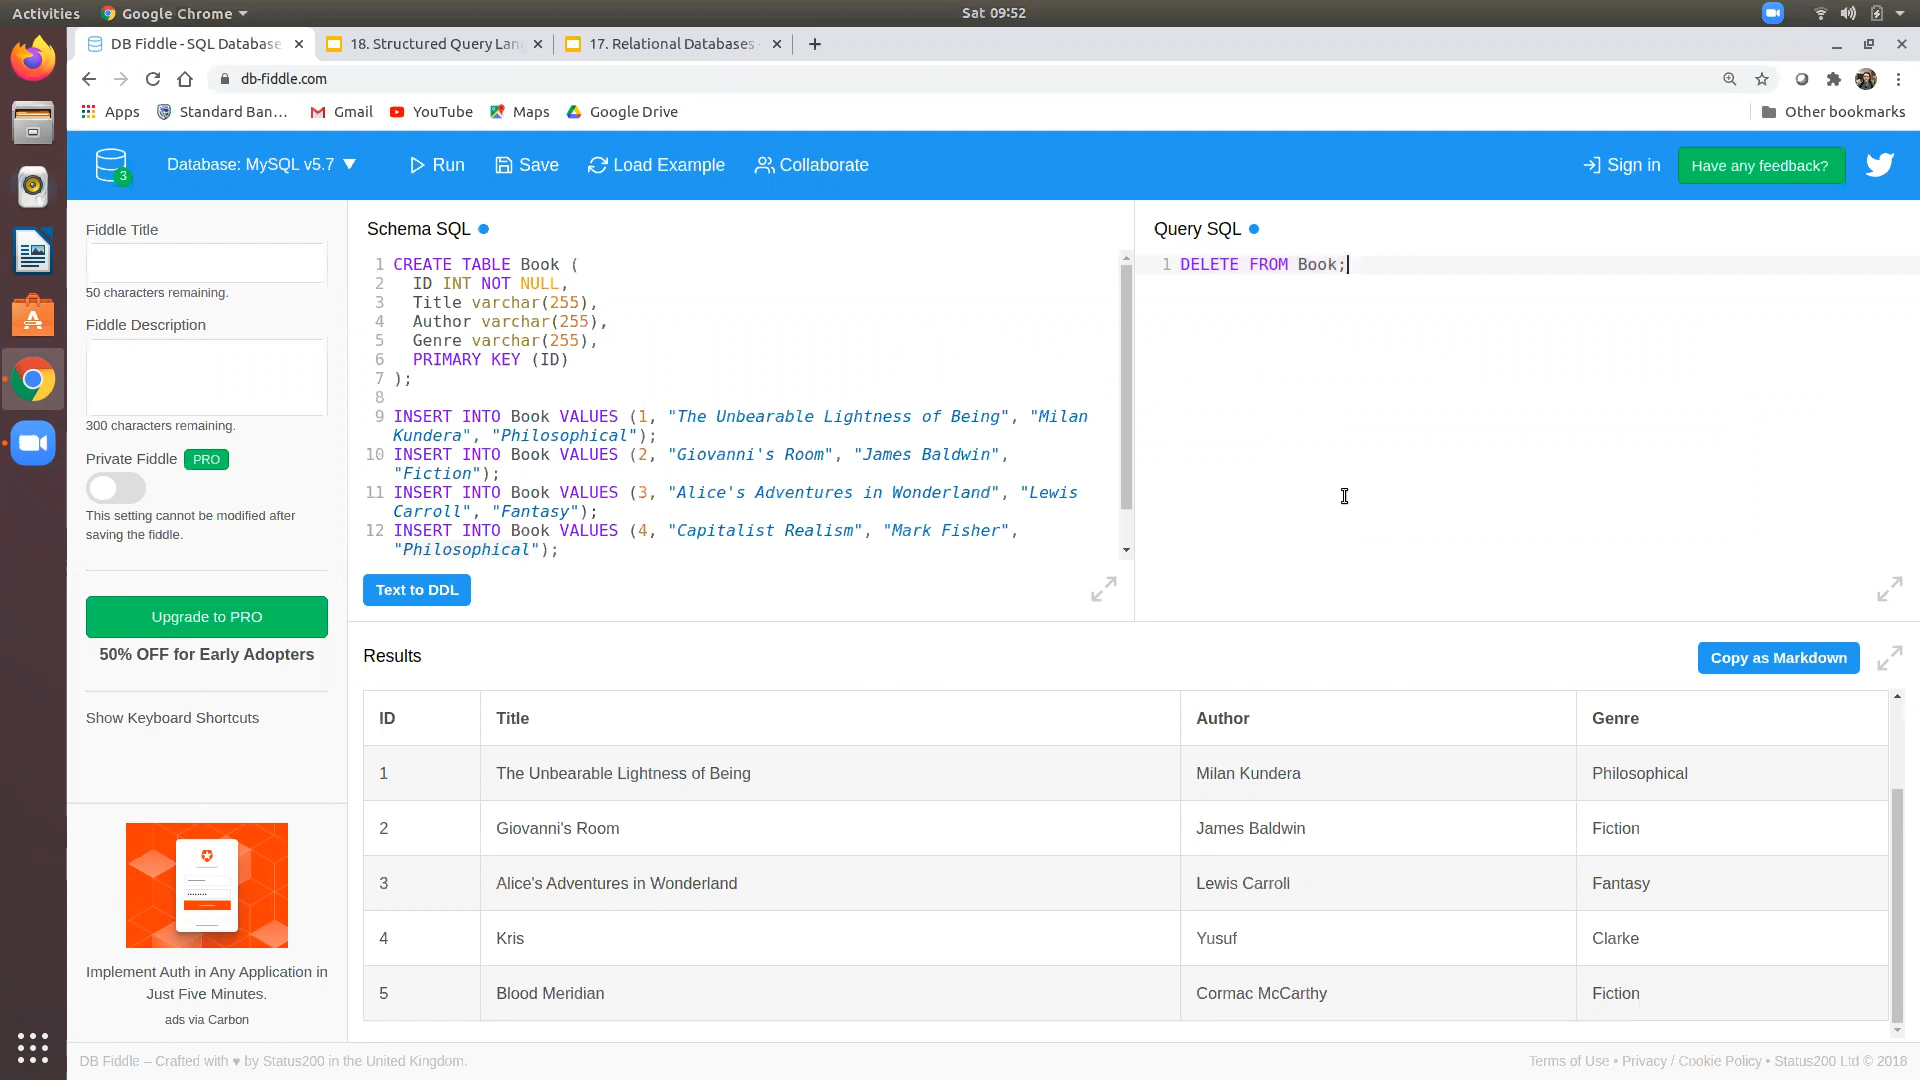 Activities
Google Chrome
Sat 09:52
DB Fiddle - SQL Database
18. Structured Query Lan
17. Relational Databases
db-fiddle.com
Apps
Standard Ban...
Gmail
YouTube
Maps
Google Drive
Other bookmarks
3
Database: MySQL v5.7
Run
Save
Load Example
Collaborate
Sign in
Have any feedback?
Fiddle Title
50 characters remaining.
Fiddle Description
300 characters remaining.
Private Fiddle PRO
This setting cannot be modified after
saving the fiddle.
Upgrade to PRO
50% OFF for Early Adopters
Show Keyboard Shortcuts
Implement Auth in Any Application in
Just Five Minutes.
ads via Carbon
Schema SQL
1 CREATE TABLE Book (
2 ID INT NOT NULL,
3 Title varchar(255),
4 Author varchar(255),
5 Genre varchar(255),
6 PRIMARY KEY (ID)
7 );
8
9 INSERT INTO Book VALUES (1, "The Unbearable Lightness of Being", "Milan
Kundera", "Philosophical");
10 INSERT INTO Book VALUES (2, "Giovanni's Room", "James Baldwin",
"Fiction");
11 INSERT INTO Book VALUES (3, "Alice's Adventures in Wonderland", "Lewis
Carroll", "Fantasy");
12 INSERT INTO Book VALUES (4, "Capitalist Realism", "Mark Fisher",
"Philosophical");
Text to DDL
Query SQL
1 DELETE FROM Book;
Results
Copy as Markdown
ID Title Author Genre
1 The Unbearable Lightness of Being Milan Kundera Philosophical
2 Giovanni's Room James Baldwin Fiction
3 Alice's Adventures in Wonderland Lewis Carroll Fantasy
4 Kris Yusuf Clarke
5 Blood Meridian Cormac McCarthy Fiction
DB Fiddle – Crafted with ♥ by Status200 in the United Kingdom.
Terms of Use • Privacy / Cookie Policy • Status200 Ltd © 2018